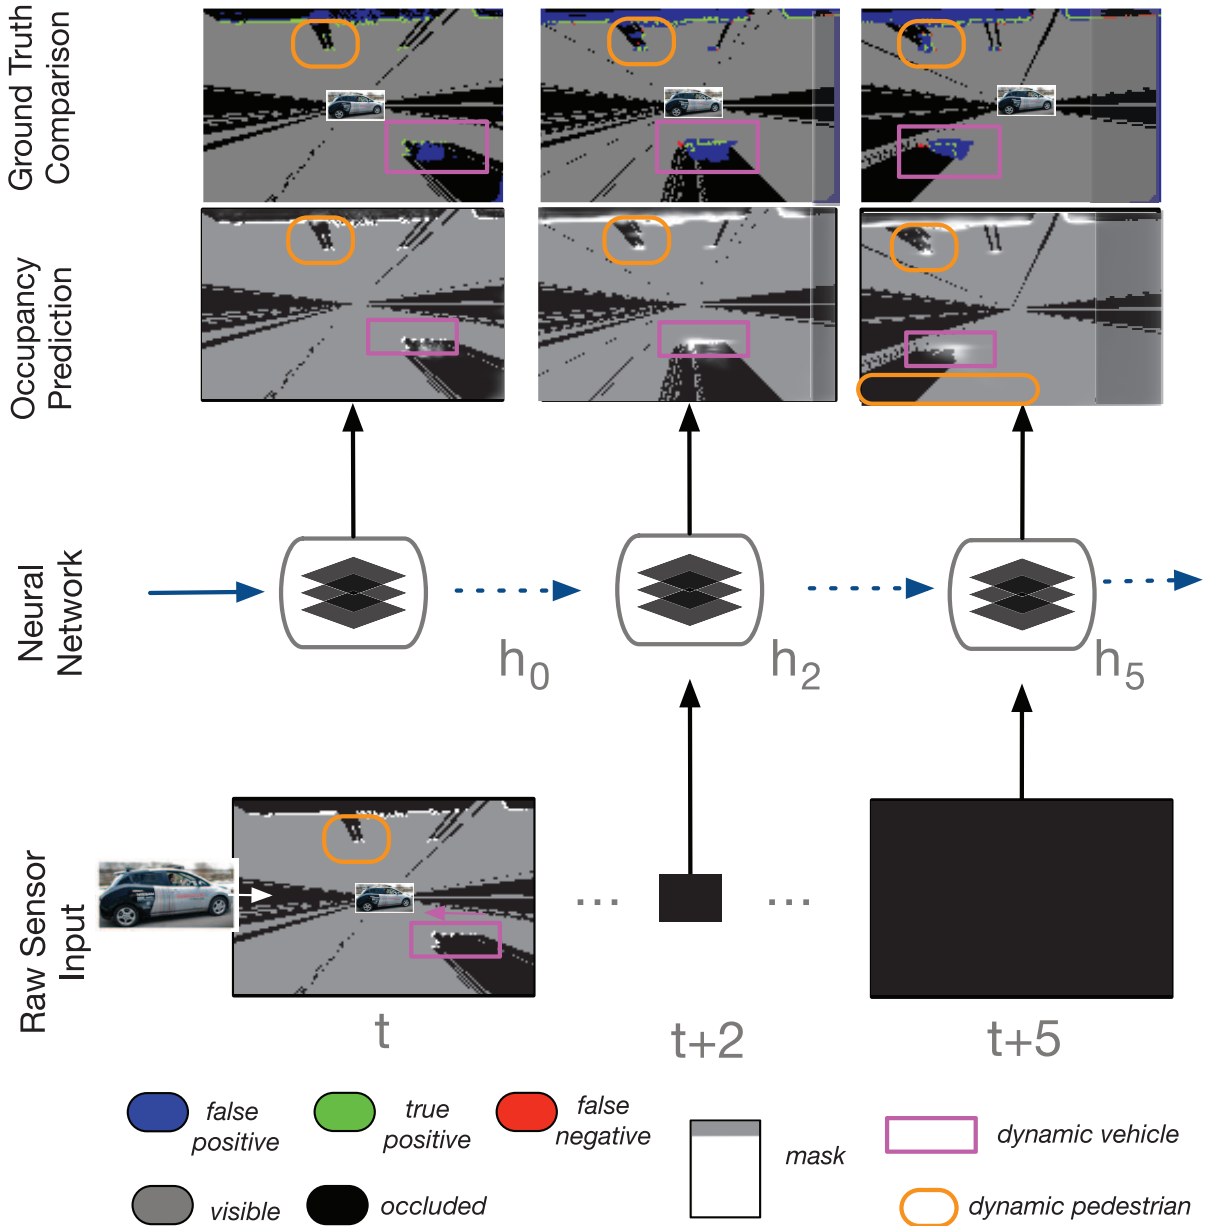 Ground Truth
Comparison
Occupancy
Prediction
Neural
Network
h0
h2
h5
Raw Sensor
Input
...
...
t
t+2
t+5
false
positive
true
positive
false
negative
mask
dynamic vehicle
visible
occluded
dynamic pedestrian